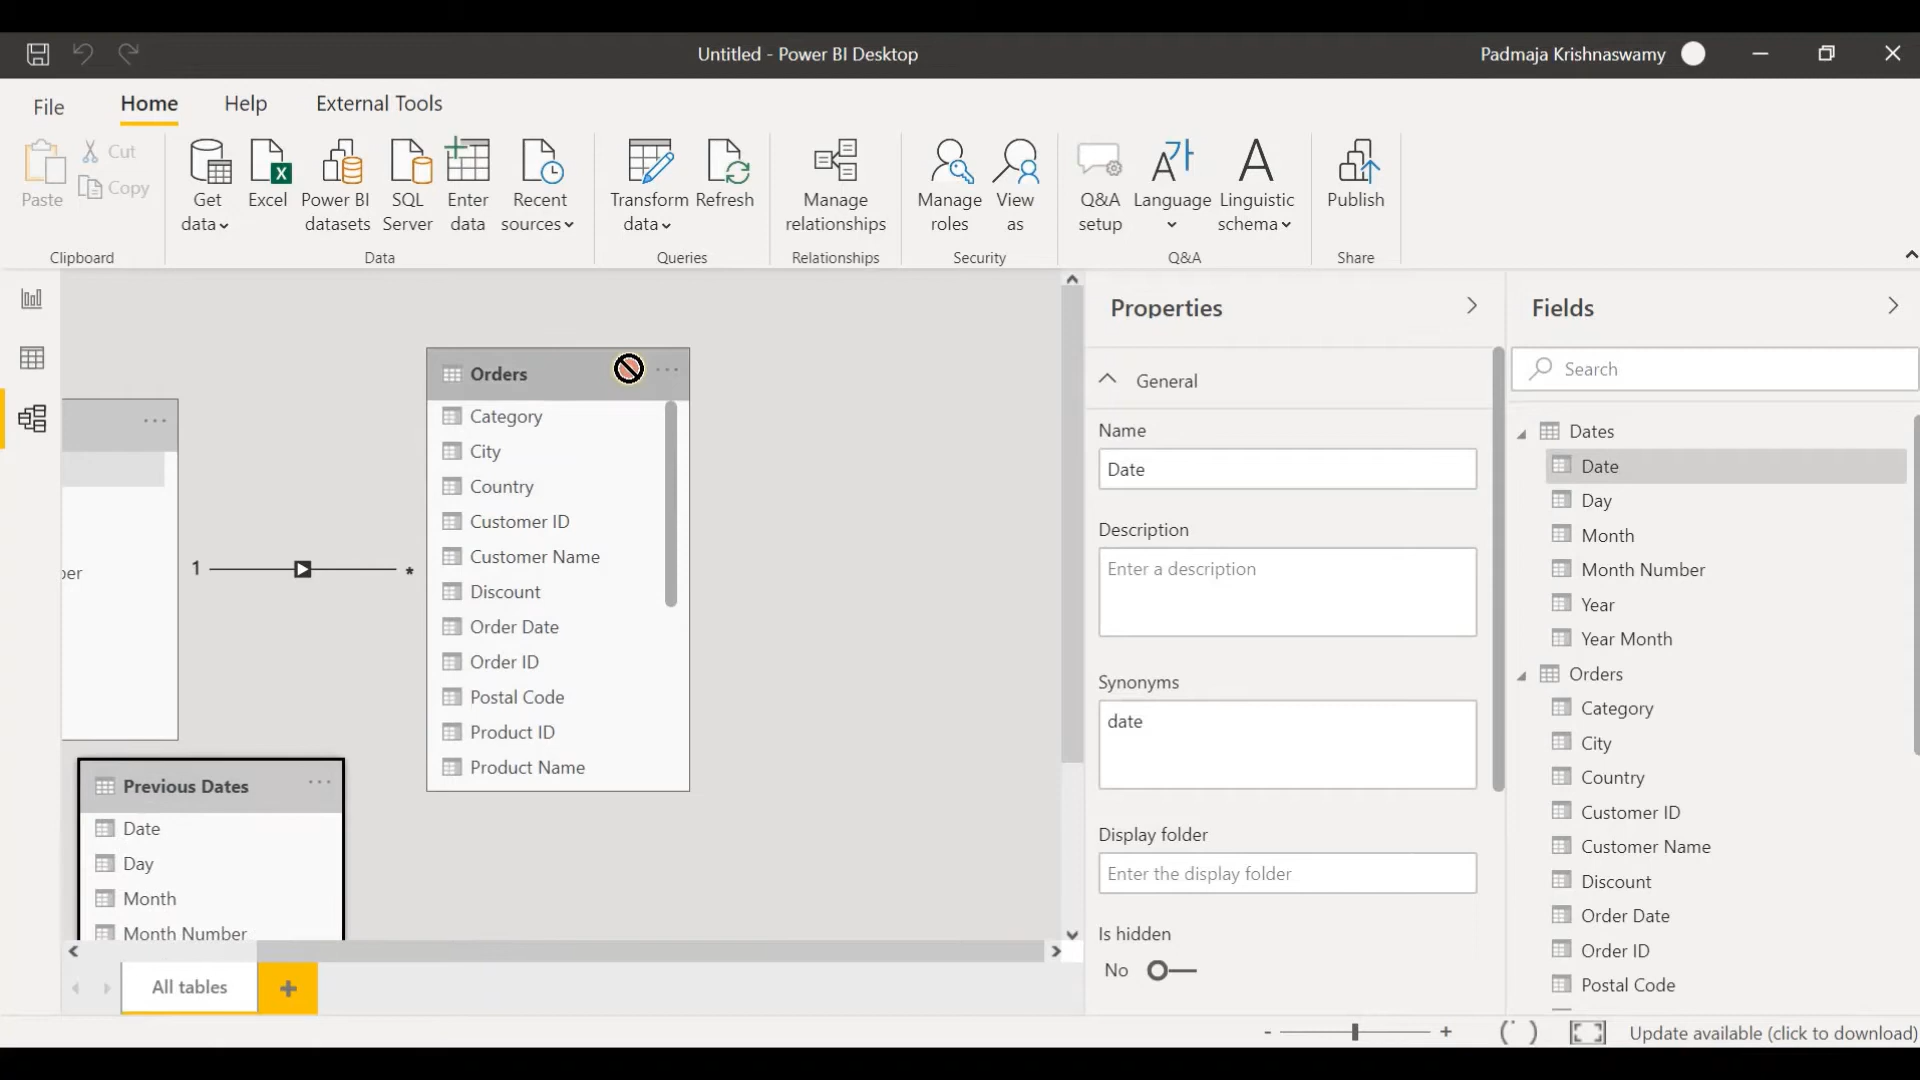 Untitled - Power BI Desktop
Padmaja Krishnaswamy
File
Home
Help
External Tools
Paste
Cut
Copy
Clipboard
Get data
Excel
Power BI datasets
SQL Server
Enter data
Recent sources
Data
Transform data
Refresh
Queries
Manage relationships
Relationships
Manage roles
View as
Security
Q&A setup
Language
Linguistic schema
Q&A
Publish
Share
ber
1
*
Orders
Category
City
Country
Customer ID
Customer Name
Discount
Order Date
Order ID
Postal Code
Product ID
Product Name
Previous Dates
Date
Day
Month
Month Number
All tables
Properties
General
Name
Date
Description
Enter a description
Synonyms
date
Display folder
Enter the display folder
Is hidden
No
Fields
Search
Dates
Date
Day
Month
Month Number
Year
Year Month
Orders
Category
City
Country
Customer ID
Customer Name
Discount
Order Date
Order ID
Postal Code
- +
Update available (click to download)